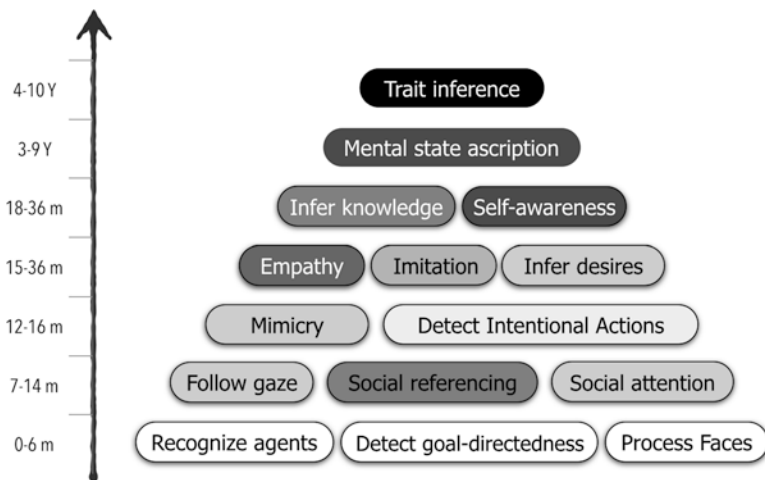 4-10 Y
Trait inference
3-9 Y
Mental state ascription
18-36 m
Infer knowledge
Self-awareness
15-36 m
Empathy
Imitation
Infer desires
12-16 m
Mimicry
Detect Intentional Actions
7-14 m
Follow gaze
Social referencing
Social attention
0-6 m
Recognize agents
Detect goal-directedness
Process Faces